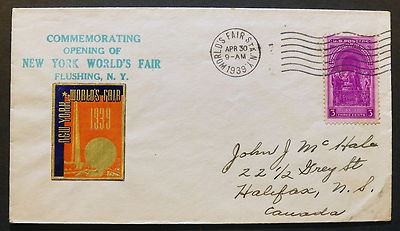 COMMEMORATING
OPENING OF
NEW YORK WORLD'S FAIR
FLUSHING, N. Y.
NEW YORK WORLD'S FAIR
1939
WORLD'S FAIR STA. N.Y.
APR 30
9-AM
1939
3
THREE CENTS
3
John J McHale
22 1/2 Grey St
Halifax, N. S.
Canada